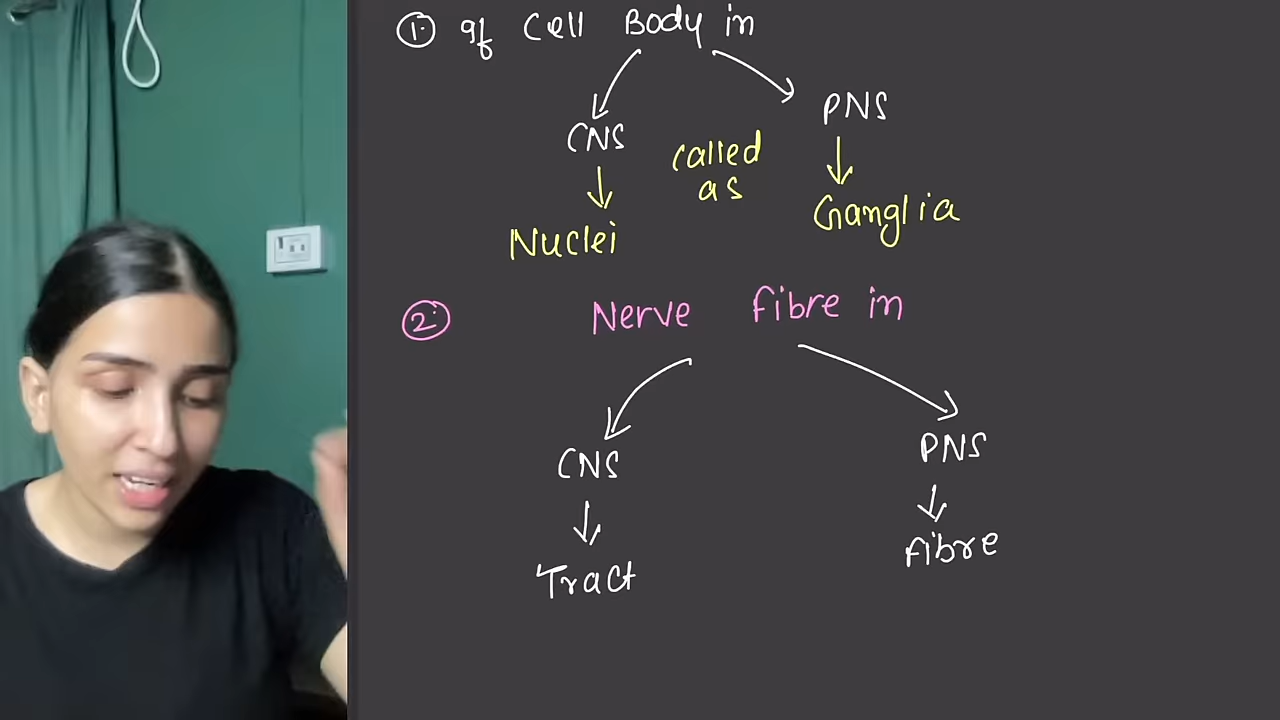 1. If Cell Body in
CNS
PNS
called
as
Nuclei
Ganglia
2. Nerve fibre in
CNS
PNS
Tract
fibre